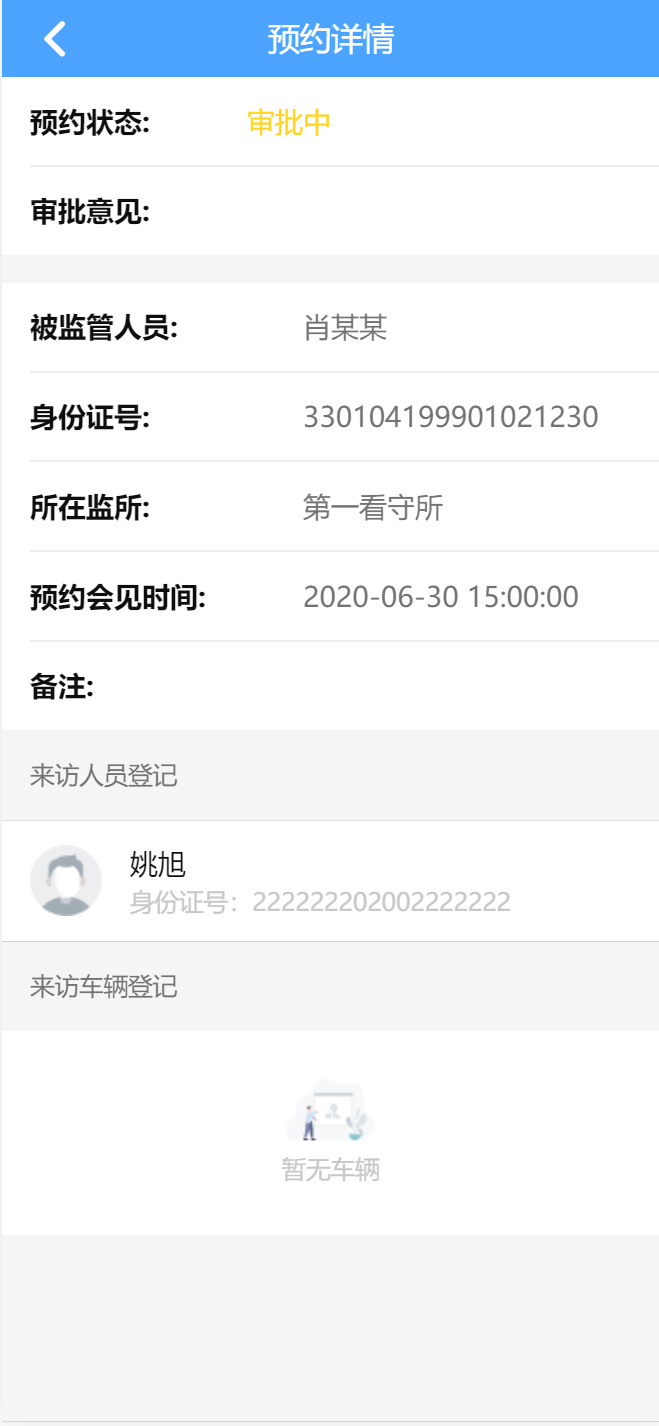 预约详情
预约状态: 审批中
审批意见:
被监管人员: 肖某某
身份证号: 330104199901021230
所在监所: 第一看守所
预约会见时间: 2020-06-30 15:00:00
备注:
来访人员登记
姚旭
身份证号：222222202002222222
来访车辆登记
暂无车辆